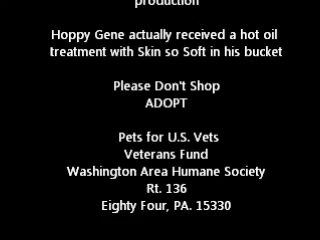 production
Hoppy Gene actually received a hot oil
treatment with Skin so Soft in his bucket
Please Don't Shop
ADOPT
Pets for U.S. Vets
Veterans Fund
Washington Area Humane Society
Rt. 136
Eighty Four, PA. 15330